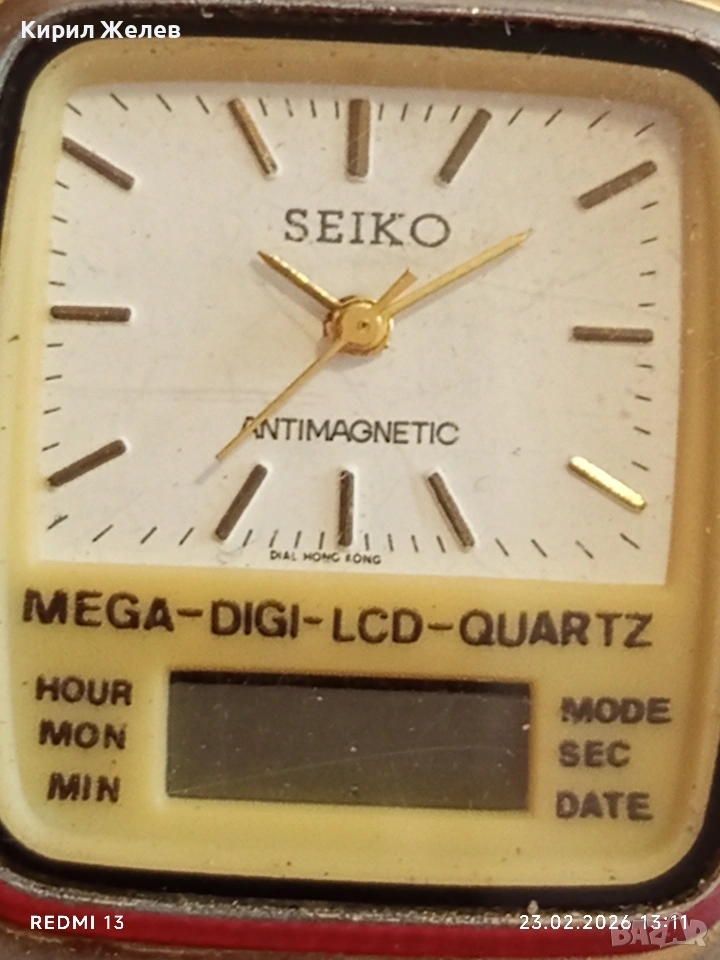 Кирил Желев
SEIKO
ANTIMAGNETIC
DIAL HONG KONG
MEGA-DIGI-LCD-QUARTZ
HOUR
MON
MIN
MODE
SEC
DATE
REDMI 13
23.02.2026 13:11
BAZAR